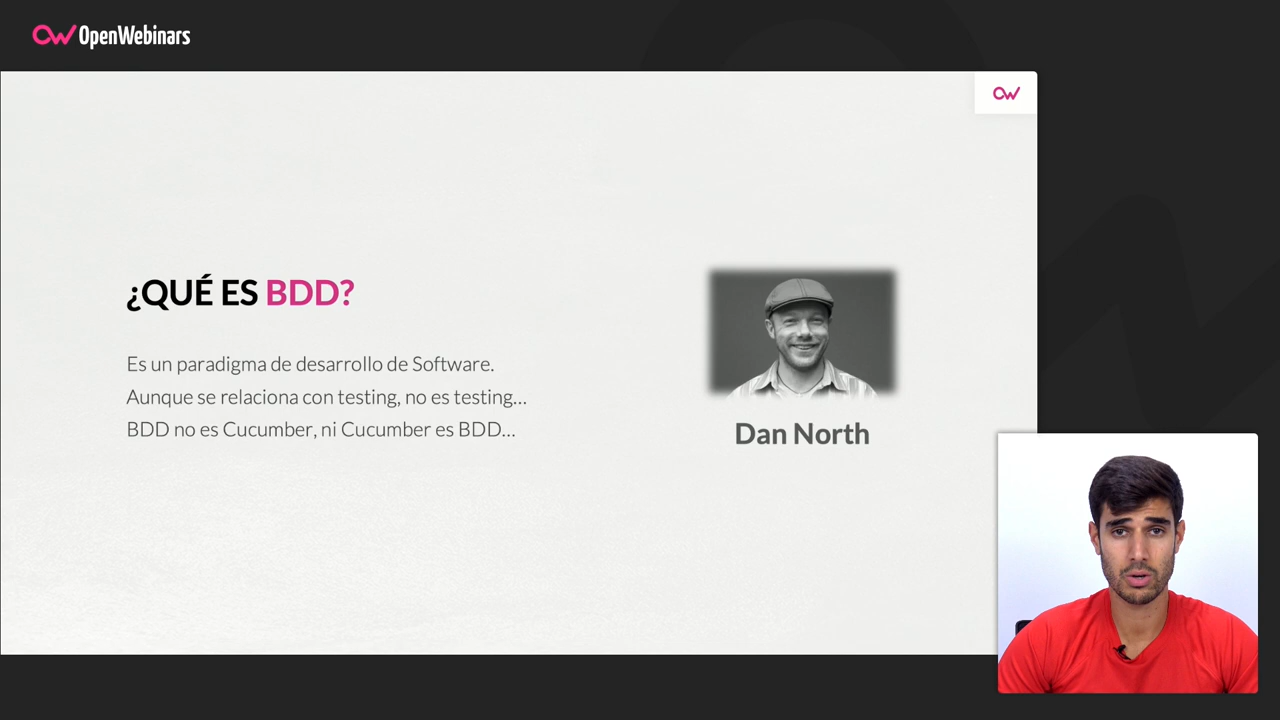 OpenWebinars
¿QUÉ ES BDD?
Es un paradigma de desarrollo de Software.
Aunque se relaciona con testing, no es testing...
BDD no es Cucumber, ni Cucumber es BDD...
Dan North